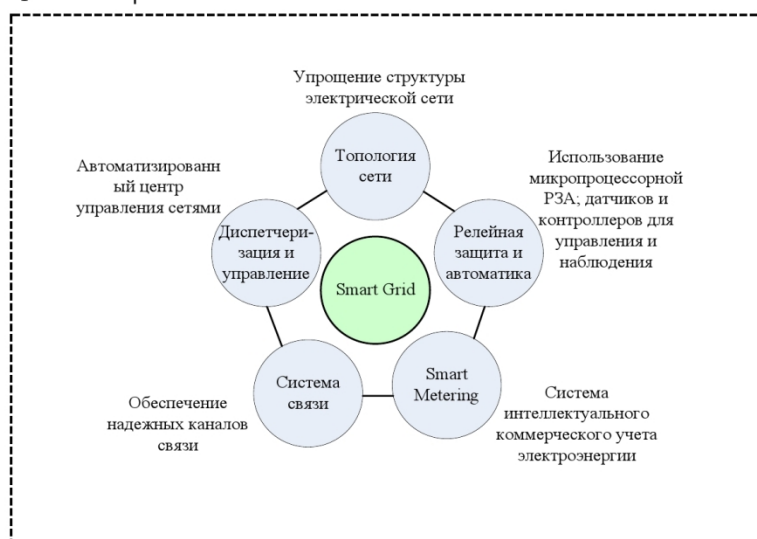 Упрощение структуры
электрической сети
Топология
сети
Автоматизированн
ый центр
управления сетями
Использование
микропроцессорной
РЗА; датчиков и
контроллеров для
управления и
наблюдения
Диспетчери-
зация и
управление
Релейная
защита и
автоматика
Smart Grid
Система
связи
Smart
Metering
Обеспечение
надежных каналов
связи
Система
интеллектуального
коммерческого учета
электроэнергии